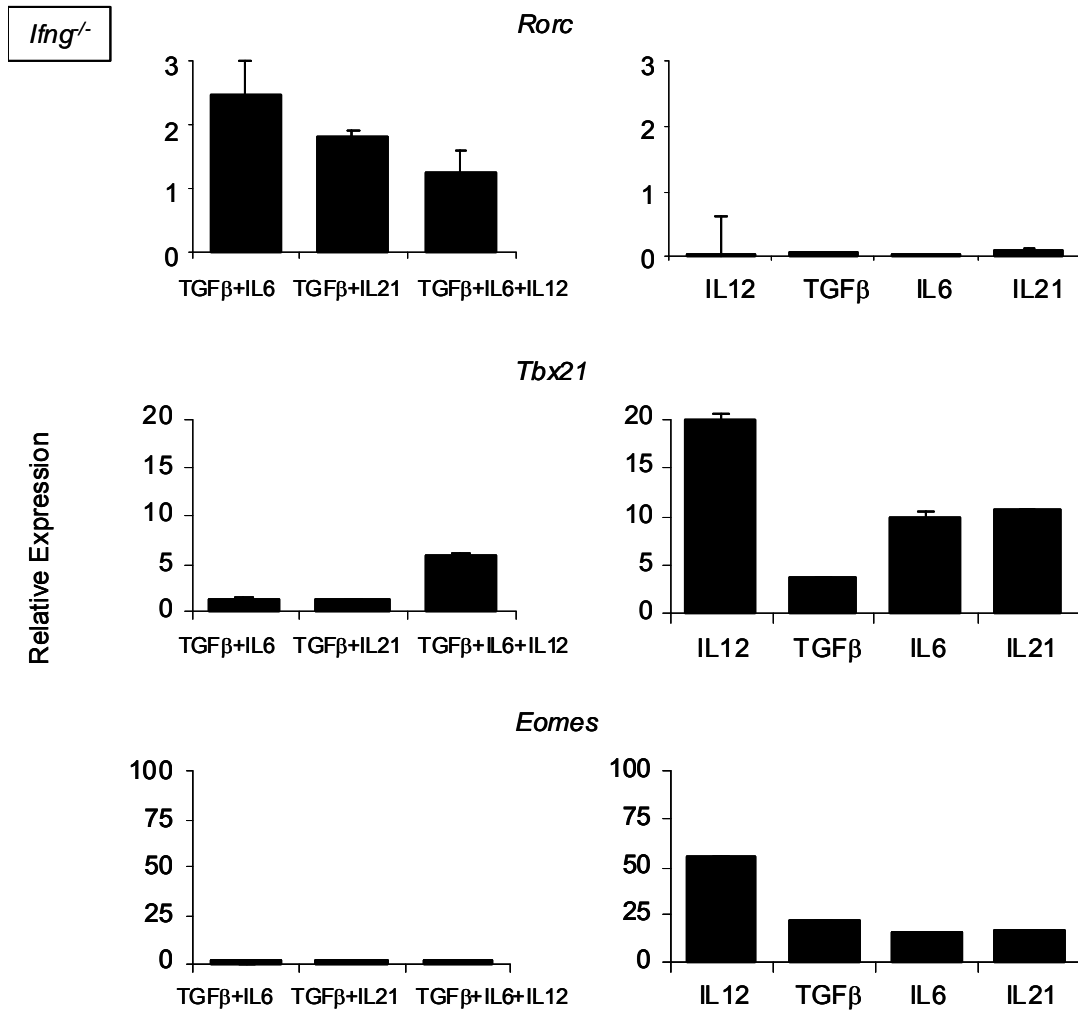 Ifng-/-
Rorc
3
2
1
0
TGFβ+IL6 TGFβ+IL21 TGFβ+IL6+IL12
3
2
1
0
IL12 TGFβ IL6 IL21
Relative Expression
Tbx21
20
15
10
5
0
TGFβ+IL6 TGFβ+IL21 TGFβ+IL6+IL12
20
15
10
5
0
IL12 TGFβ IL6 IL21
Eomes
100
75
50
25
0
TGFβ+IL6 TGFβ+IL21 TGFβ+IL6+IL12
100
75
50
25
0
IL12 TGFβ IL6 IL21